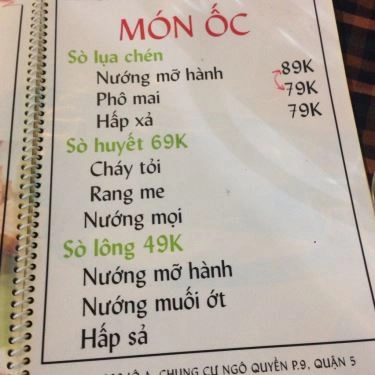 MÓN ỐC
Sò lụa chén
Nướng mỡ hành 89K
Phô mai 79K
Hấp xả 79K
Sò huyết 69K
Cháy tỏi
Rang me
Nướng mọi
Sò lông 49K
Nướng mỡ hành
Nướng muối ớt
Hấp sả
LÔ A, CHUNG CƯ NGÔ QUYỀN P.9, QUẬN 5